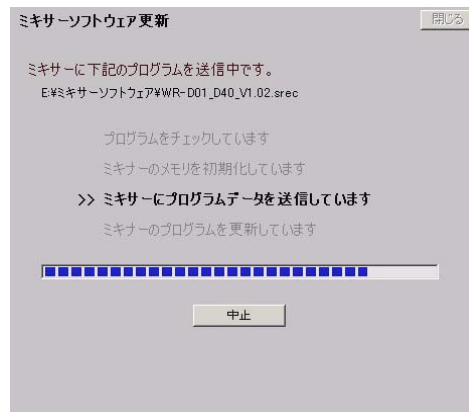 ミキサーソフトウェア更新
閉じる
ミキサーに下記のプログラムを送信中です。
E:¥ミキサーソフトウェア¥WR-D01_D40_V1.02.srec
プログラムをチェックしています
ミキサーのメモリを初期化しています
>> ミキサーにプログラムデータを送信しています
ミキサーのプログラムを更新しています
中止